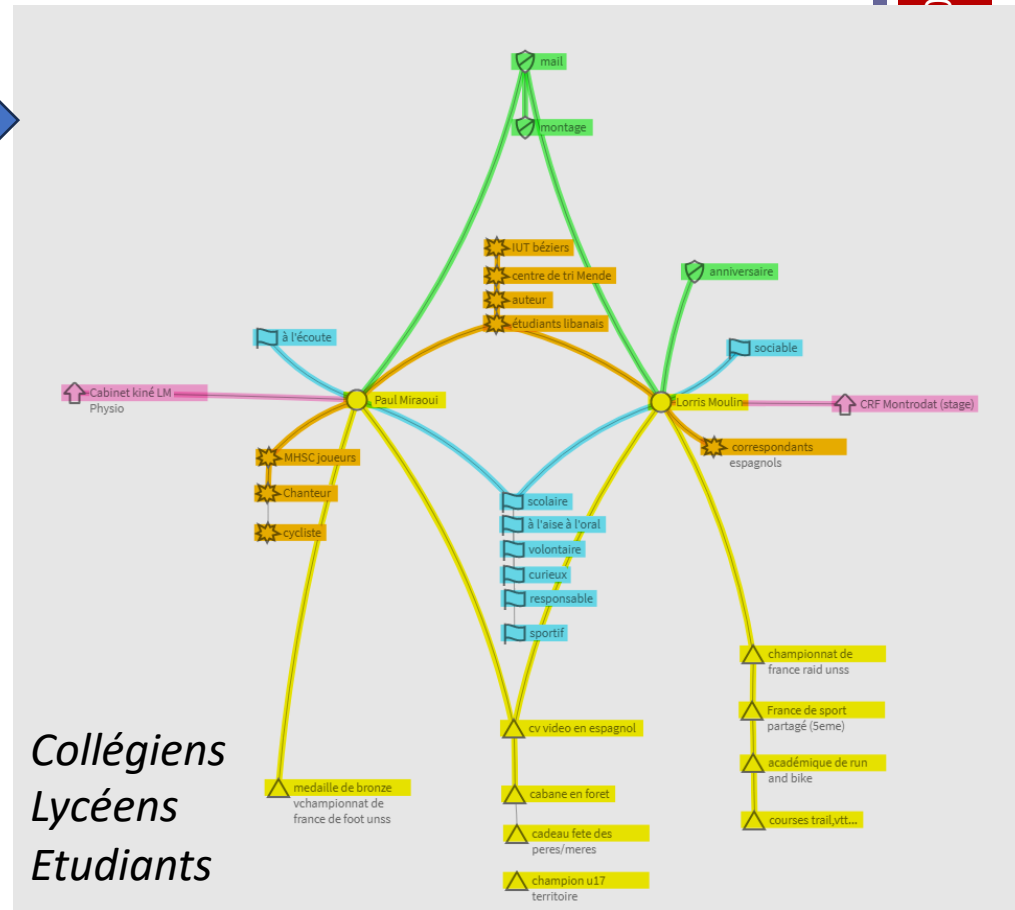 mail
montage
IUT béziers
centre de tri Mende
auteur
étudiants libanais
anniversaire
à l'écoute
sociable
Cabinet kiné LM
Physio
Paul Miraoui
Lorris Moulin
CRF Montrodat (stage)
MHSC joueurs
Chanteur
cycliste
correspondants
espagnols
scolaire
à l'aise à l'oral
volontaire
curieux
responsable
sportif
championnat de
france raid unss
France de sport
partagé (5eme)
académique de run
and bike
courses trail,vtt...
cv video en espagnol
cabane en foret
cadeau fete des
peres/meres
champion u17
territoire
medaille de bronze
vchampionnat de
france de foot unss
Collégiens
Lycéens
Etudiants